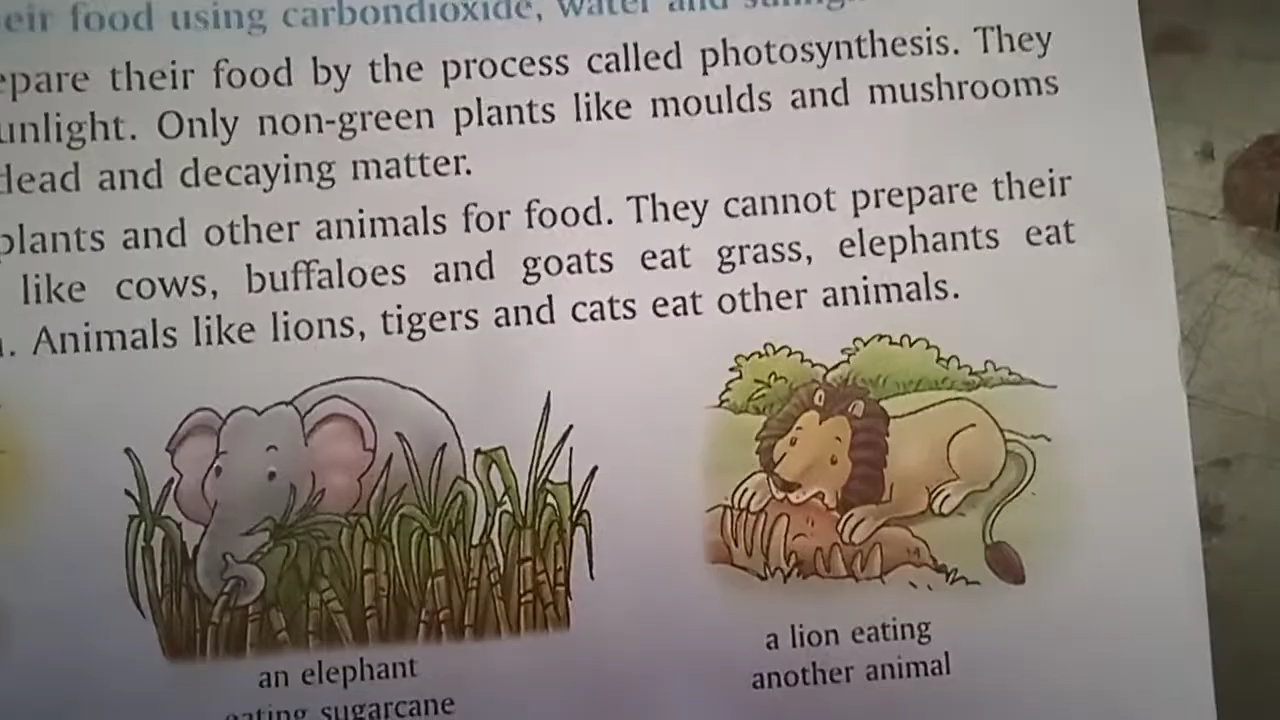 eir food using carbondioxide, water and
epare their food by the process called photosynthesis. They
unlight. Only non-green plants like moulds and mushrooms
dead and decaying matter.
plants and other animals for food. They cannot prepare their
like cows, buffaloes and goats eat grass, elephants eat
. Animals like lions, tigers and cats eat other animals.
an elephant
eating sugarcane
a lion eating
another animal